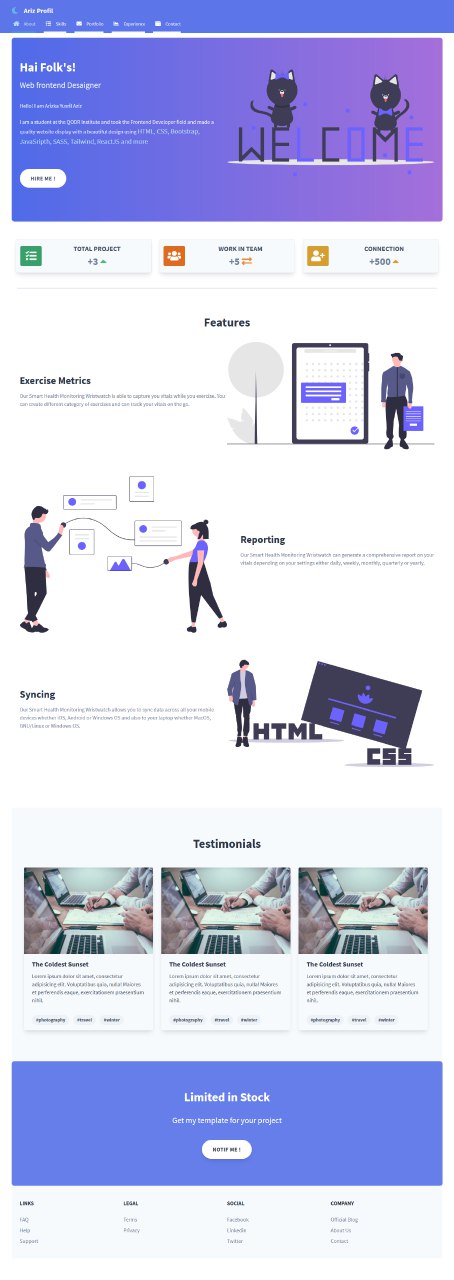 Ariz Profil
About Skills Portfolio Experience Contact
Hai Folk's!
Web frontend Desaigner
Hello! I am Arizka Yusofi Aziz
I am a student at the QODR Institute and took the Frontend Developer field and made a
quality website display with a beautiful design using HTML, CSS, Bootstrap,
JavaScripth, SASS, Tailwind, ReactJS and more
HIRE ME !
WELCOME
TOTAL PROJECT
+3
WORK IN TEAM
+5
CONNECTION
+500
Features
Exercise Metrics
Our Smart Health Monitoring Wristwatch is able to capture you vitals while you exercise. You
can create different category of exercises and can track your vitals on the go.
Reporting
Our Smart Health Monitoring Wristwatch can generate a comprehensive report on your
vitals depending on your settings either daily, weekly, monthly, quarterly or yearly.
Syncing
Our Smart Health Monitoring Wristwatch allows you to sync data across all your mobile
devices whether iOS, Android or Windows OS and also to your laptop whether MacOS,
GNU/Linux or Windows OS.
HTML
CSS
Testimonials
The Coldest Sunset
Lorem ipsum dolor sit amet, consectetur
adipisicing elit. Voluptatibus quia, nulla! Maiores
et perferendis eaque, exercitationem praesentium
nihil.
#photography #travel #winter
The Coldest Sunset
Lorem ipsum dolor sit amet, consectetur
adipisicing elit. Voluptatibus quia, nulla! Maiores
et perferendis eaque, exercitationem praesentium
nihil.
#photography #travel #winter
The Coldest Sunset
Lorem ipsum dolor sit amet, consectetur
adipisicing elit. Voluptatibus quia, nulla! Maiores
et perferendis eaque, exercitationem praesentium
nihil.
#photography #travel #winter
Limited in Stock
Get my template for your project
NOTIF ME !
LINKS
FAQ
Help
Support
LEGAL
Terms
Privacy
SOCIAL
Facebook
Linkedin
Twitter
COMPANY
Official Blog
About Us
Contact